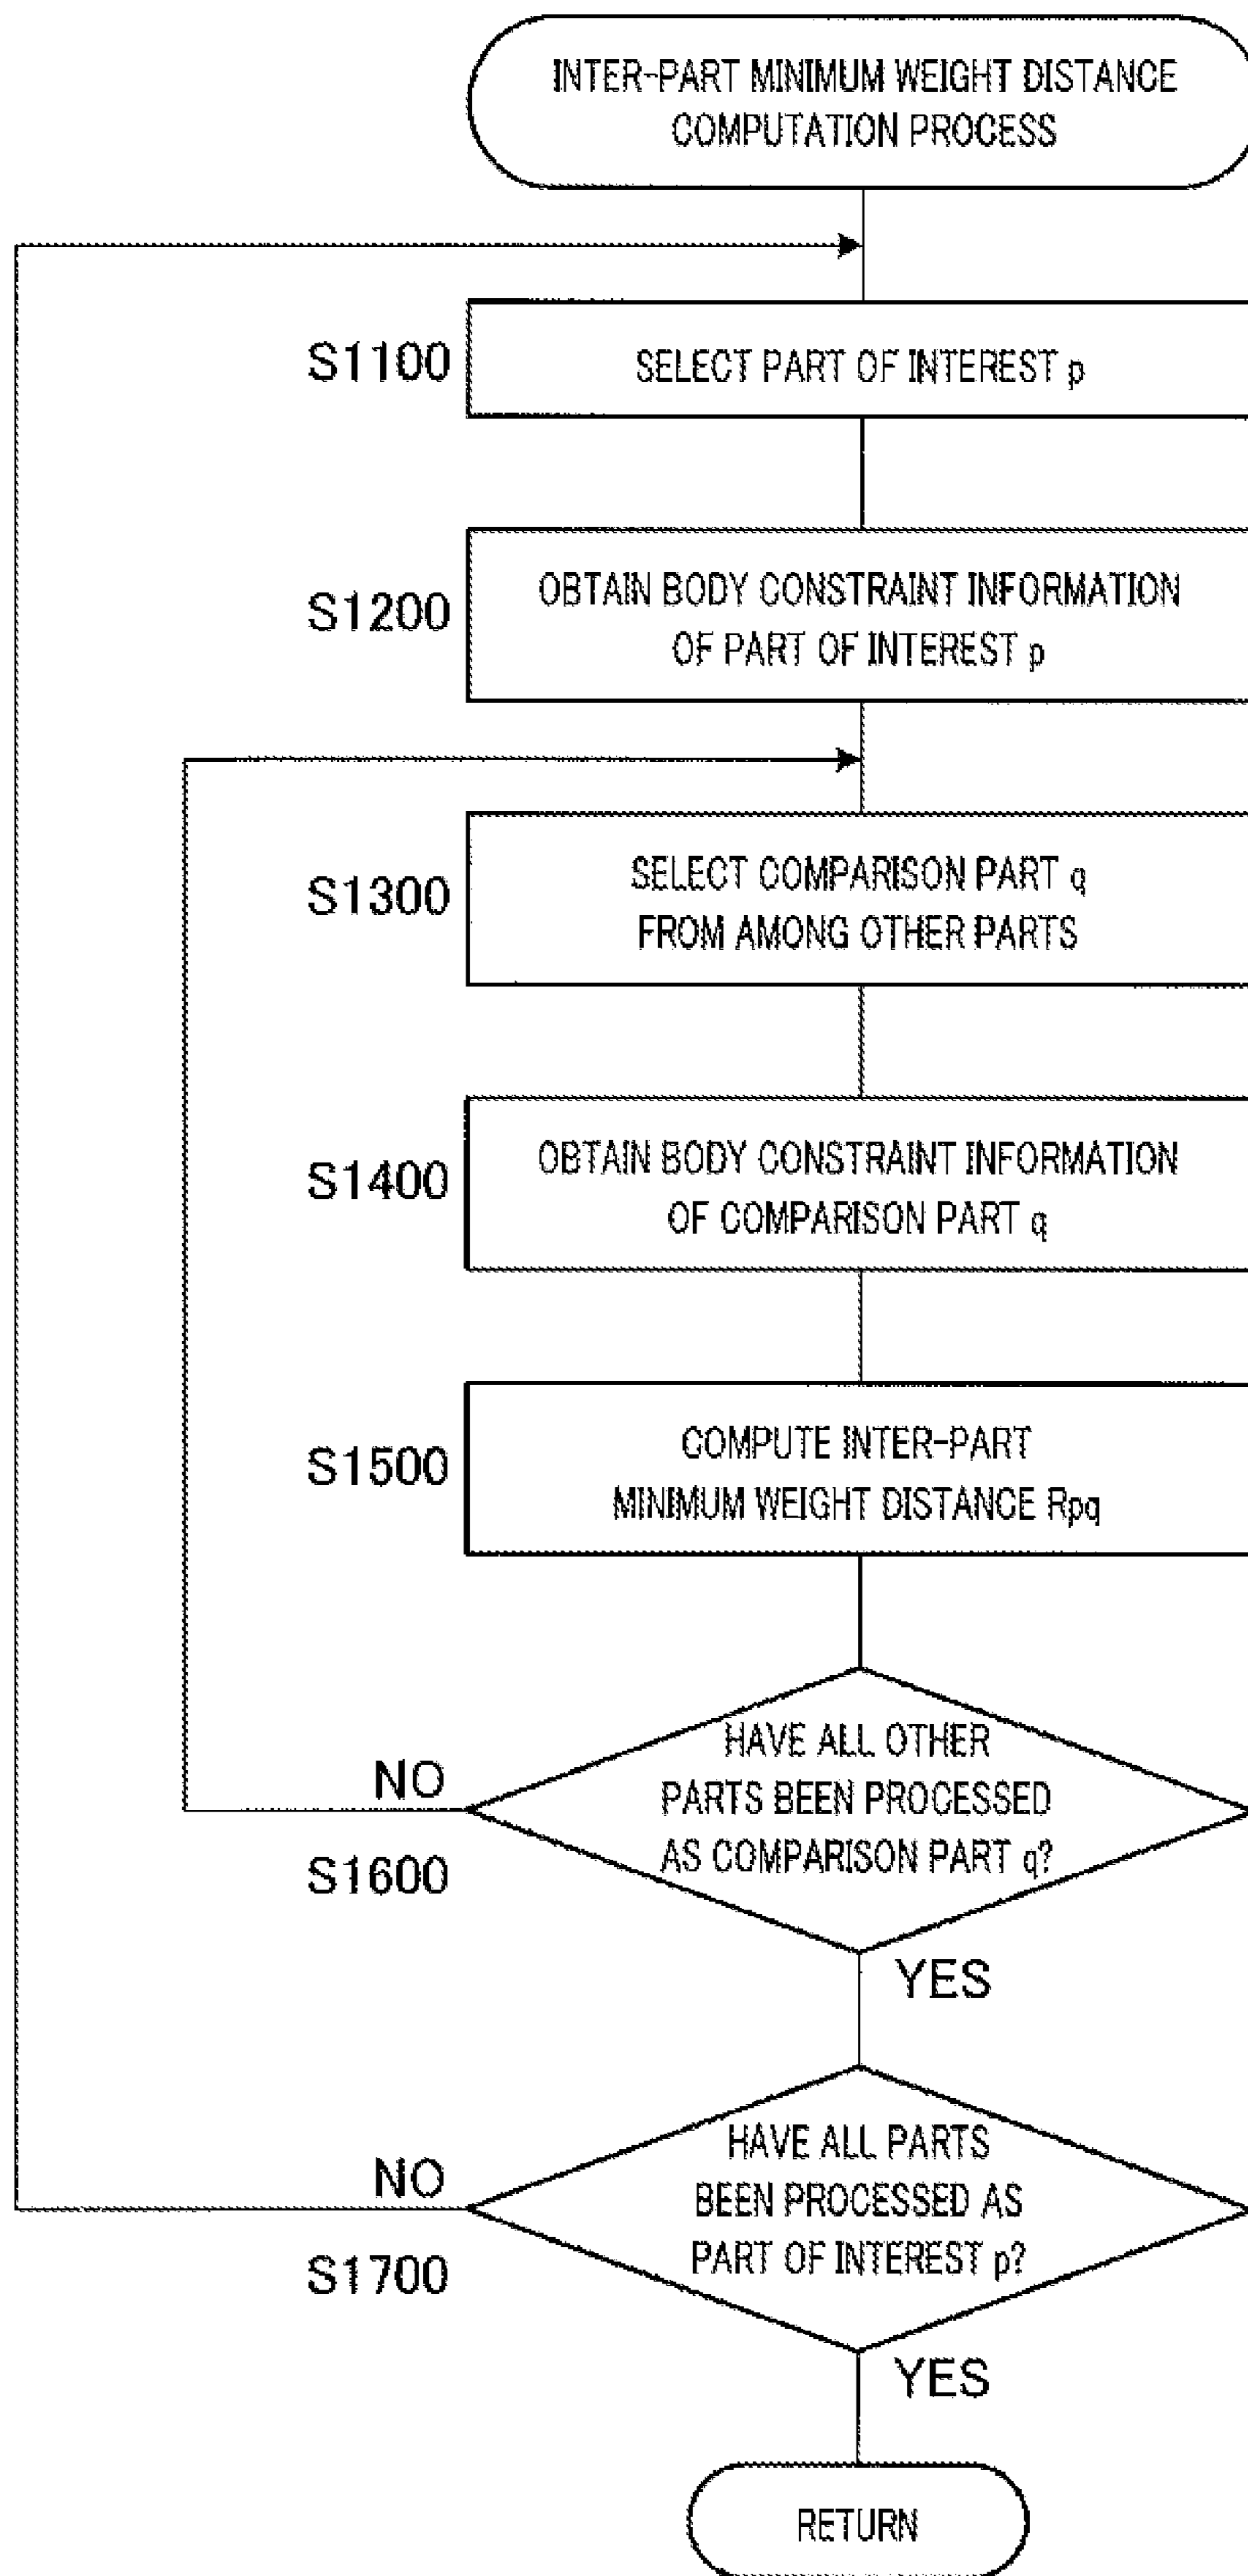 INTER-PART MINIMUM WEIGHT DISTANCE
COMPUTATION PROCESS
S1100
SELECT PART OF INTEREST p
S1200
OBTAIN BODY CONSTRAINT INFORMATION
OF PART OF INTEREST p
S1300
SELECT COMPARISON PART q
FROM AMONG OTHER PARTS
S1400
OBTAIN BODY CONSTRAINT INFORMATION
OF COMPARISON PART q
S1500
COMPUTE INTER-PART
MINIMUM WEIGHT DISTANCE Rpq
HAVE ALL OTHER
PARTS BEEN PROCESSED
AS COMPARISON PART q?
NO
S1600
YES
HAVE ALL PARTS
BEEN PROCESSED AS
PART OF INTEREST p?
NO
S1700
YES
RETURN